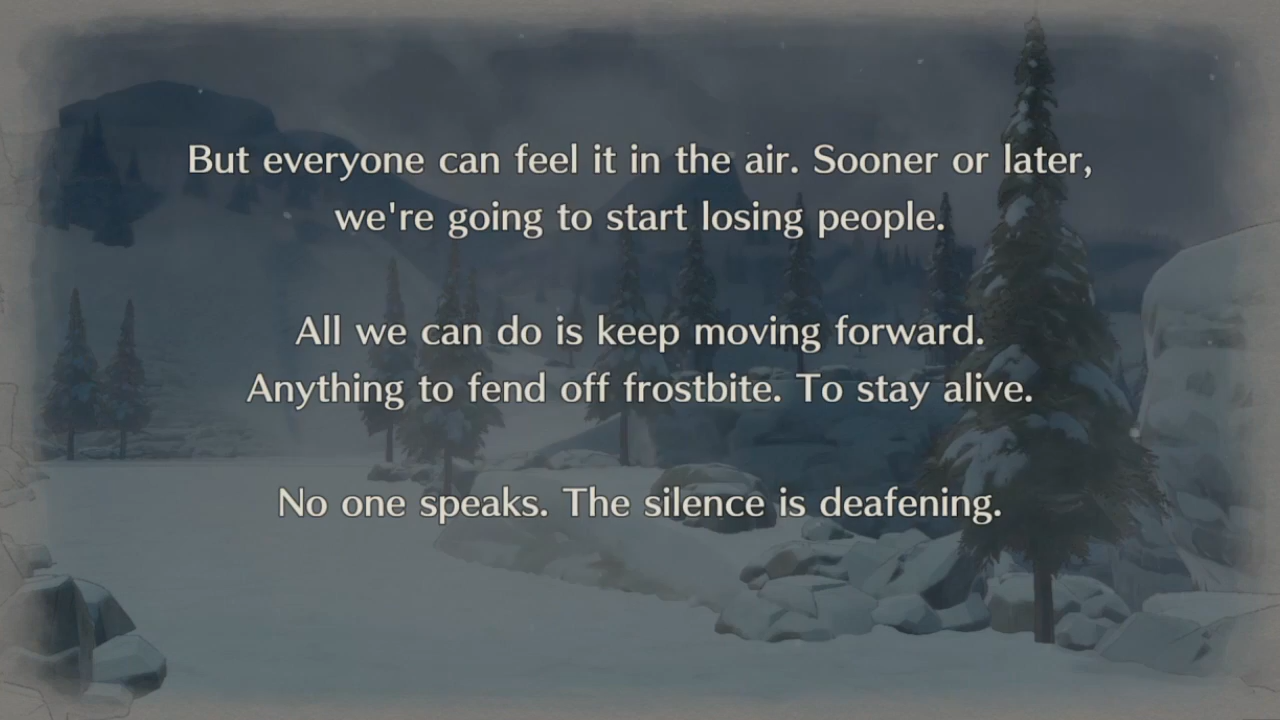 But everyone can feel it in the air. Sooner or later,
we're going to start losing people.
All we can do is keep moving forward.
Anything to fend off frostbite. To stay alive.
No one speaks. The silence is deafening.